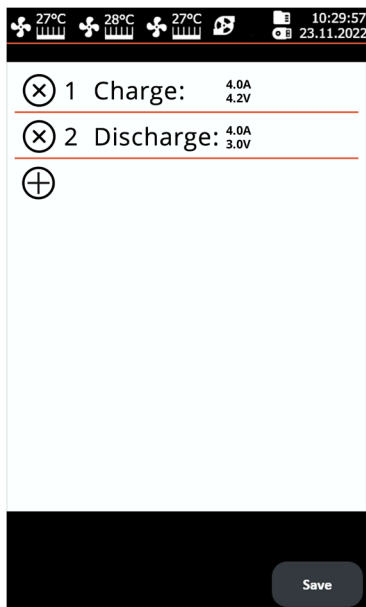 27°C 28°C 27°C 10:29:57
23.11.2022
1 Charge: 4.0A
4.2V
2 Discharge: 4.0A
3.0V
Save